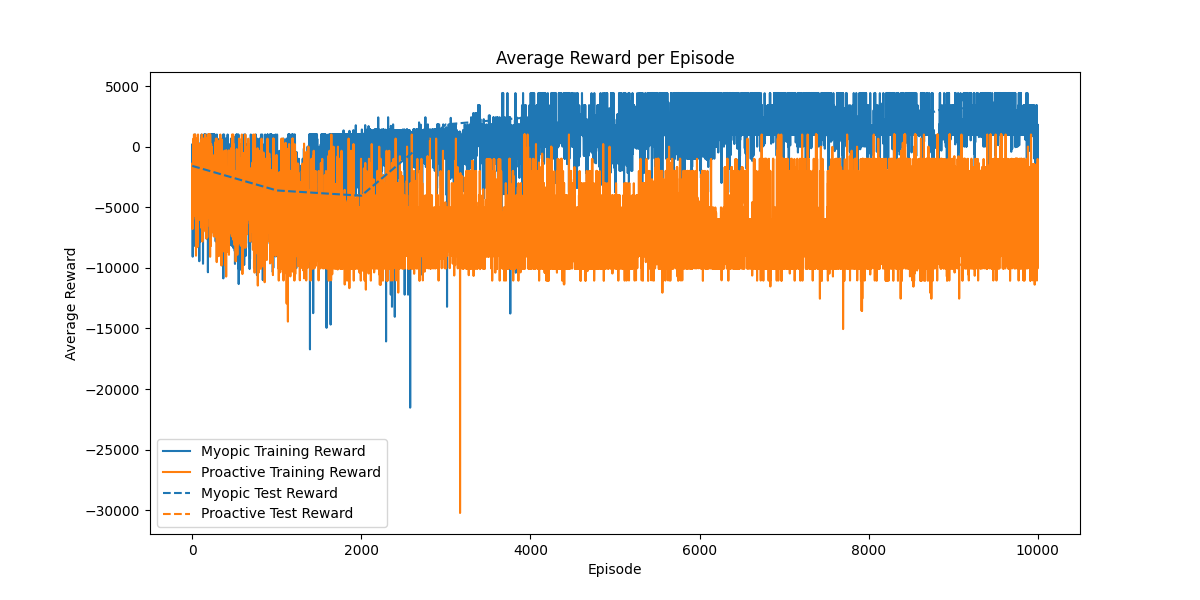 Average Reward per Episode
Average Reward
5000
0
−5000
−10000
−15000
−20000
−25000
−30000
Myopic Training Reward
Proactive Training Reward
Myopic Test Reward
Proactive Test Reward
0 2000 4000 6000 8000 10000
Episode